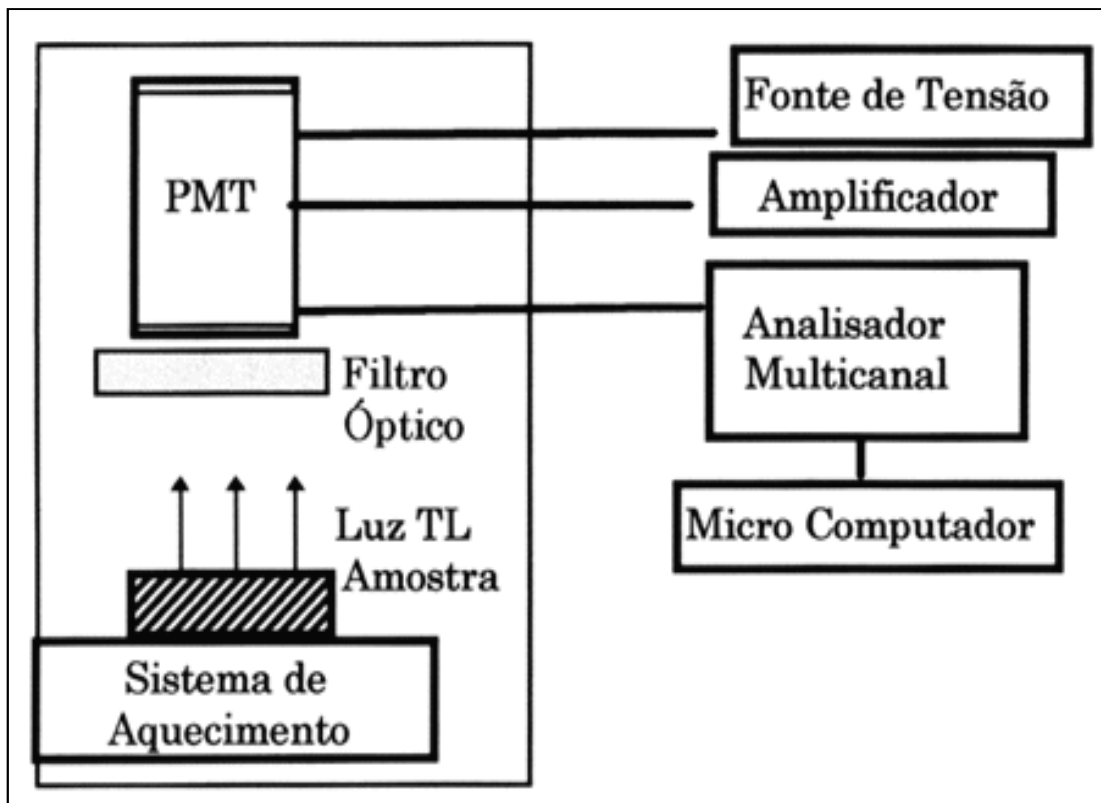 PMT
Fonte de Tensão
Amplificador
Analisador
Multicanal
Filtro
Óptico
Micro Computador
Luz TL
Amostra
Sistema de
Aquecimento